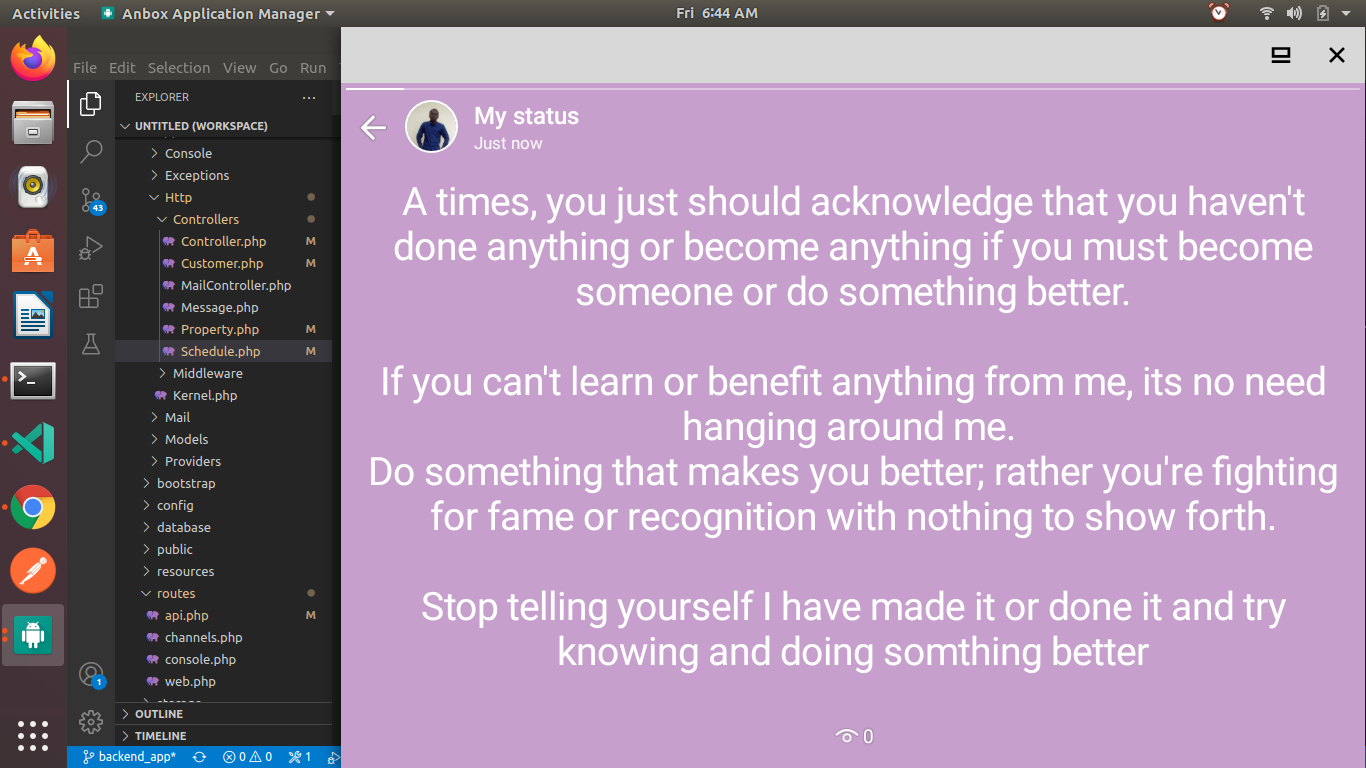 Activities
Anbox Application Manager
Fri 6:44 AM
File Edit Selection View Go Run
EXPLORER
UNTITLED (WORKSPACE)
Console
Exceptions
Http
Controllers
Controller.php M
Customer.php M
MailController.php
Message.php
Property.php M
Schedule.php M
Middleware
Kernel.php
Mail
Models
Providers
bootstrap
config
database
public
resources
routes
api.php M
channels.php
console.php
web.php
OUTLINE
TIMELINE
43
1
backend_app* 0 0 1
My status
Just now
A times, you just should acknowledge that you haven't
done anything or become anything if you must become
someone or do something better.
If you can't learn or benefit anything from me, its no need
hanging around me.
Do something that makes you better; rather you're fighting
for fame or recognition with nothing to show forth.
Stop telling yourself I have made it or done it and try
knowing and doing somthing better
0